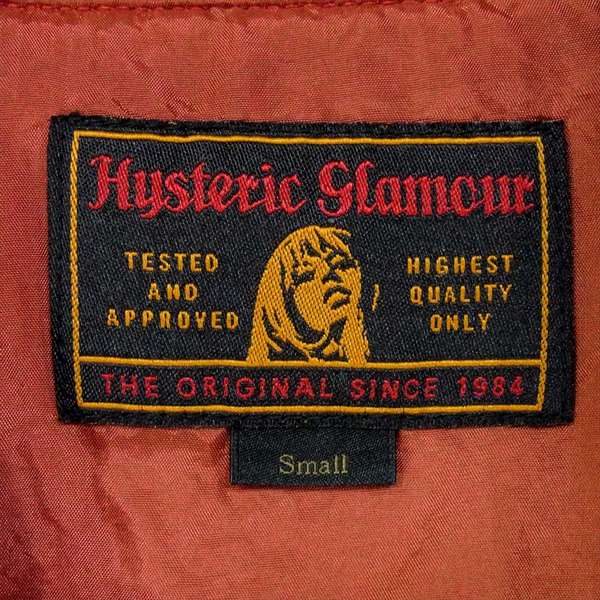 Hysteric Glamour
TESTED
AND
APPROVED
HIGHEST
QUALITY
ONLY
THE ORIGINAL SINCE 1984
Small